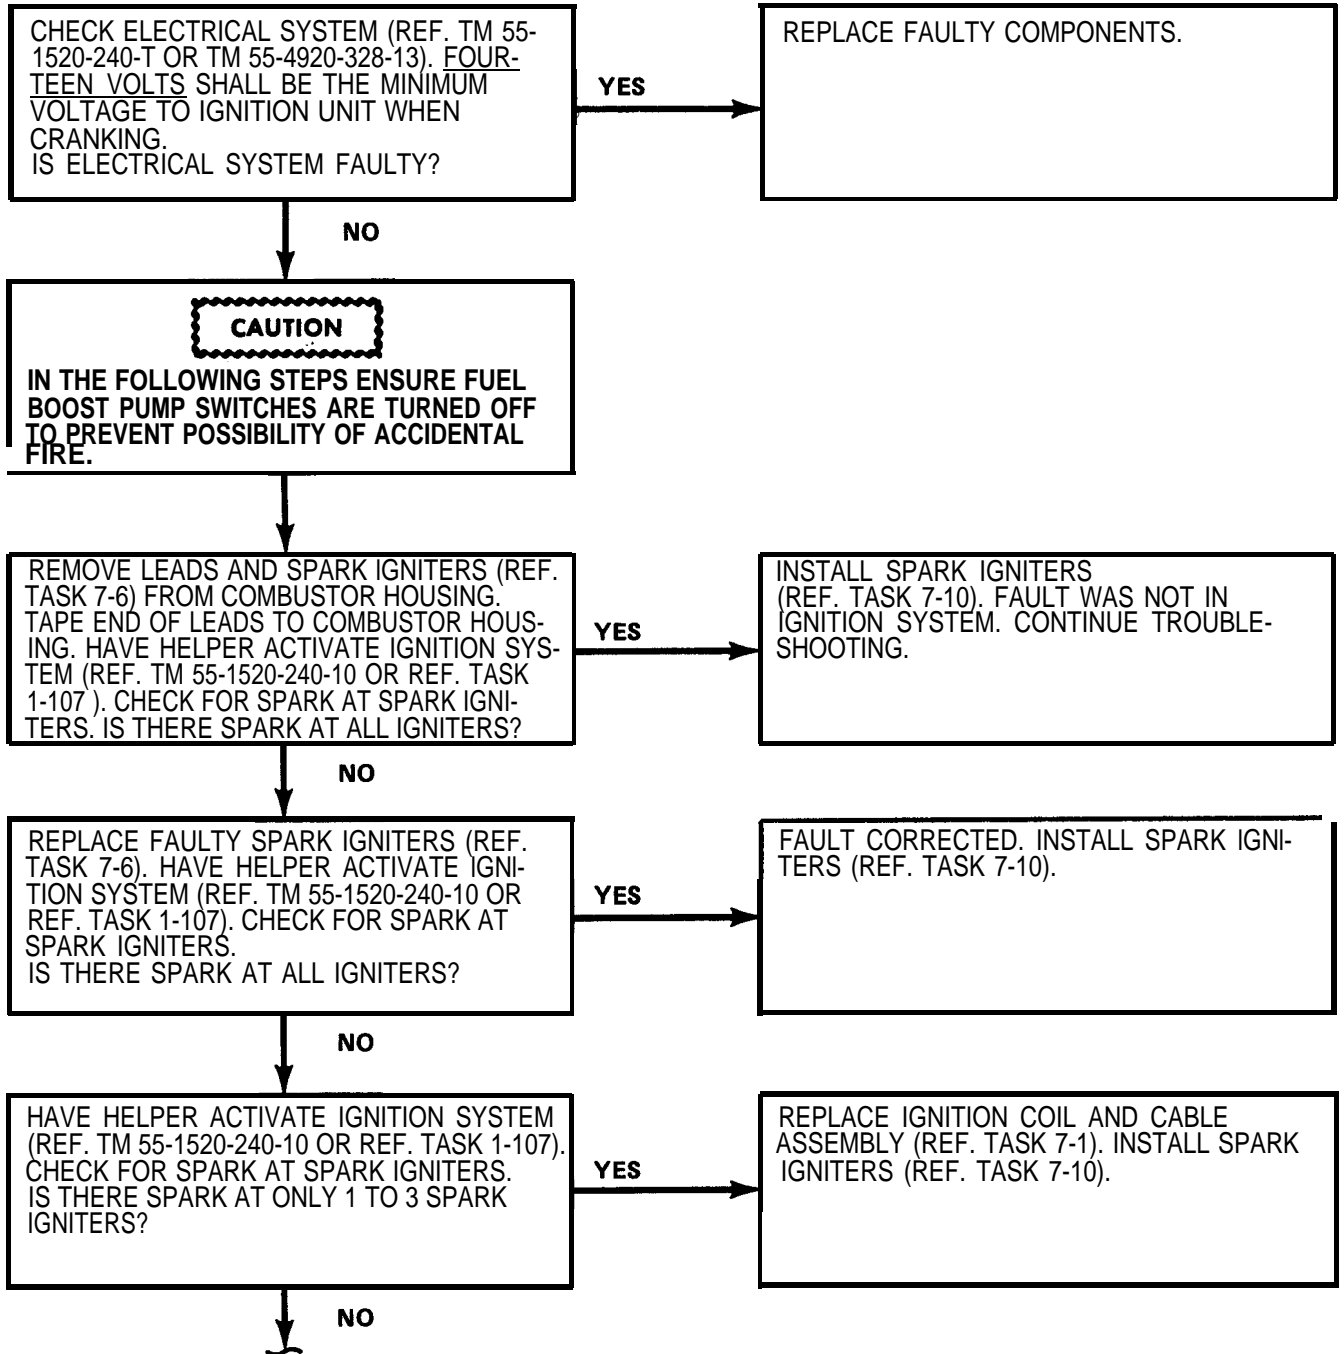 CHECK ELECTRICAL SYSTEM (REF. TM 55-
1520-240-T OR TM 55-4920-328-13). FOUR-
TEEN VOLTS SHALL BE THE MINIMUM
VOLTAGE TO IGNITION UNIT WHEN
CRANKING.
IS ELECTRICAL SYSTEM FAULTY?
YES
REPLACE FAULTY COMPONENTS.
NO
CAUTION
IN THE FOLLOWING STEPS ENSURE FUEL
BOOST PUMP SWITCHES ARE TURNED OFF
TO PREVENT POSSIBILITY OF ACCIDENTAL
FIRE.
REMOVE LEADS AND SPARK IGNITERS (REF.
TASK 7-6) FROM COMBUSTOR HOUSING.
TAPE END OF LEADS TO COMBUSTOR HOUS-
ING. HAVE HELPER ACTIVATE IGNITION SYS-
TEM (REF. TM 55-1520-240-10 OR REF. TASK
1-107 ). CHECK FOR SPARK AT SPARK IGNI-
TERS. IS THERE SPARK AT ALL IGNITERS?
YES
INSTALL SPARK IGNITERS
(REF. TASK 7-10). FAULT WAS NOT IN
IGNITION SYSTEM. CONTINUE TROUBLE-
SHOOTING.
NO
REPLACE FAULTY SPARK IGNITERS (REF.
TASK 7-6). HAVE HELPER ACTIVATE IGNI-
TION SYSTEM (REF. TM 55-1520-240-10 OR
REF. TASK 1-107). CHECK FOR SPARK AT
SPARK IGNITERS.
IS THERE SPARK AT ALL IGNITERS?
YES
FAULT CORRECTED. INSTALL SPARK IGNI-
TERS (REF. TASK 7-10).
NO
HAVE HELPER ACTIVATE IGNITION SYSTEM
(REF. TM 55-1520-240-10 OR REF. TASK 1-107).
CHECK FOR SPARK AT SPARK IGNITERS.
IS THERE SPARK AT ONLY 1 TO 3 SPARK
IGNITERS?
YES
REPLACE IGNITION COIL AND CABLE
ASSEMBLY (REF. TASK 7-1). INSTALL SPARK
IGNITERS (REF. TASK 7-10).
NO